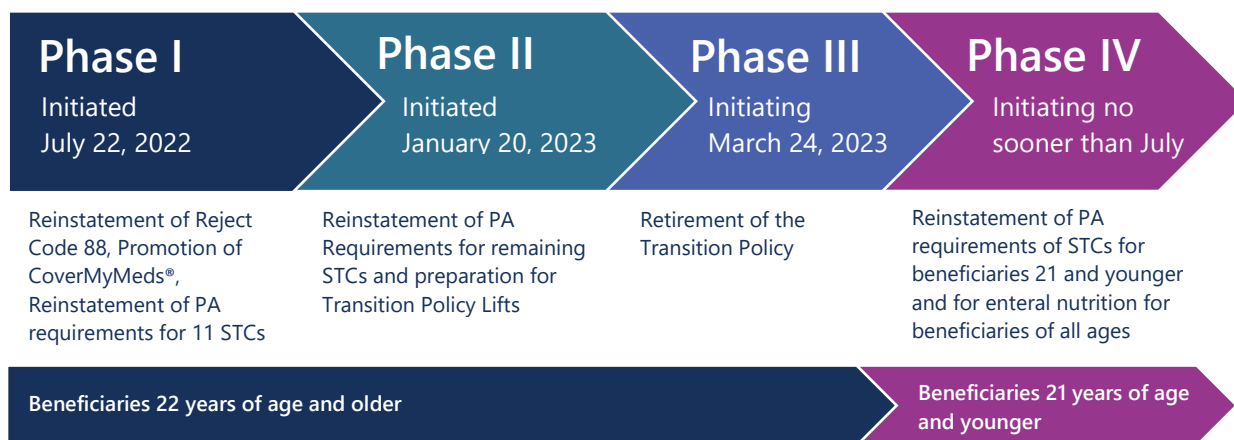 Phase I
Initiated
July 22, 2022
Phase II
Initiated
January 20, 2023
Phase III
Initiating
March 24, 2023
Phase IV
Initiating no
sooner than July
Reinstatement of Reject
Code 88, Promotion of
CoverMyMeds®,
Reinstatement of PA
requirements for 11 STCs
Reinstatement of PA
Requirements for remaining
STCs and preparation for
Transition Policy Lifts
Retirement of the
Transition Policy
Reinstatement of PA
requirements of STCs for
beneficiaries 21 and younger
and for enteral nutrition for
beneficiaries of all ages
Beneficiaries 22 years of age and older
Beneficiaries 21 years of age
and younger